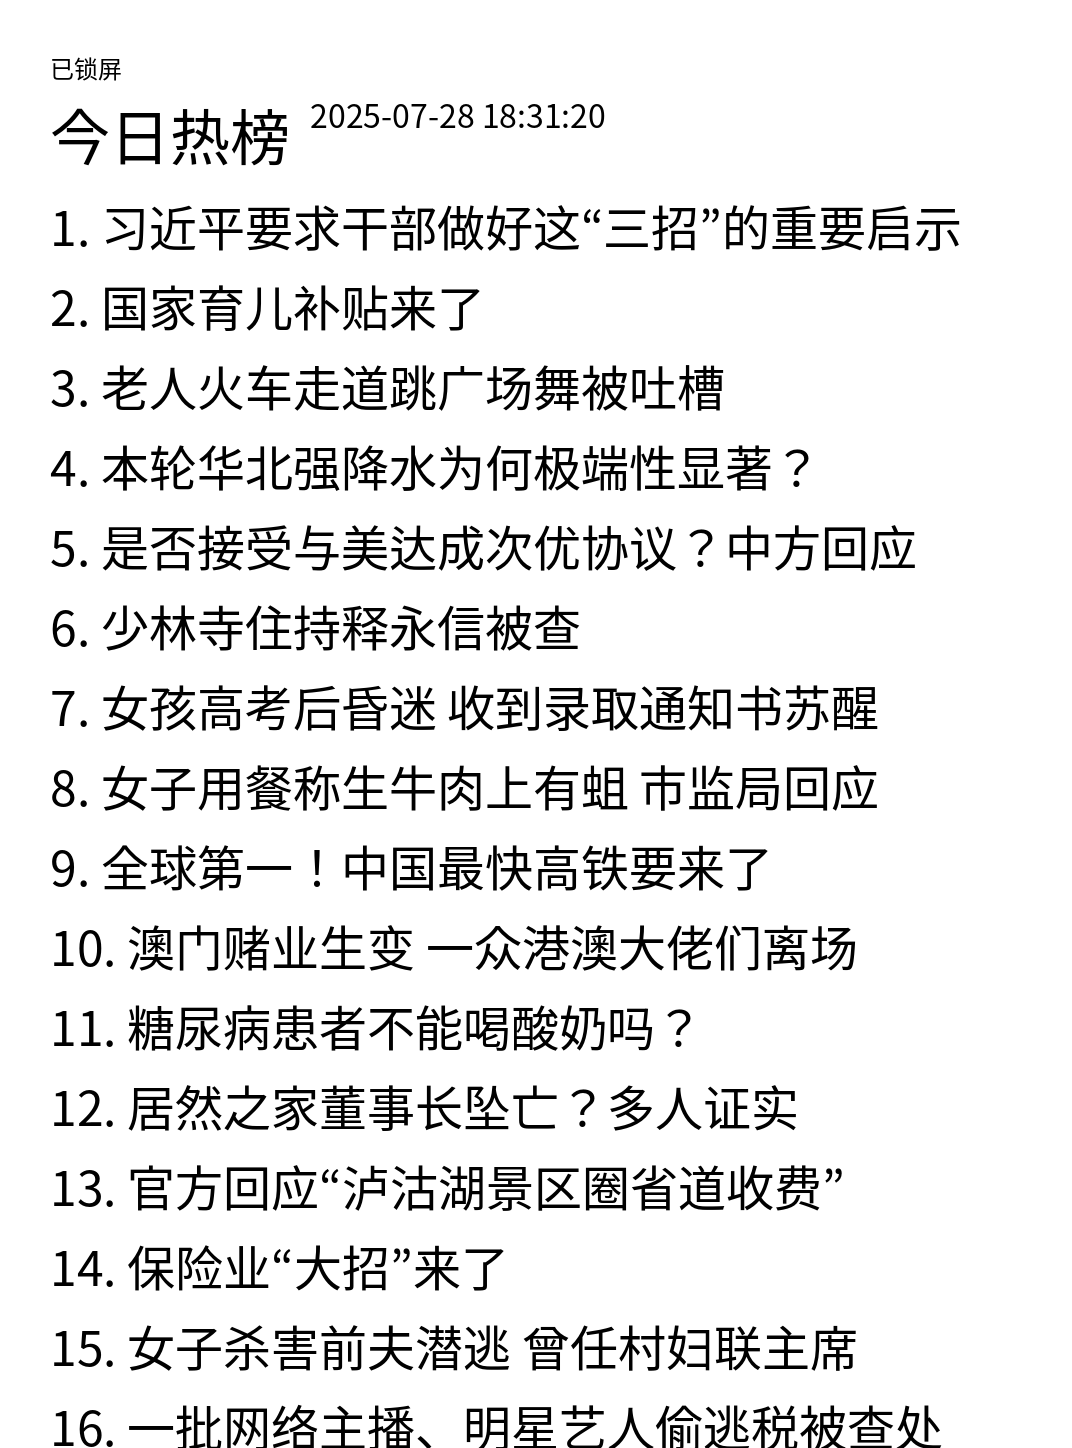 已锁屏
今日热榜 2025-07-28 18:31:20
1. 习近平要求干部做好这“三招”的重要启示
2. 国家育儿补贴来了
3. 老人火车走道跳广场舞被吐槽
4. 本轮华北强降水为何极端性显著？
5. 是否接受与美达成次优协议？中方回应
6. 少林寺住持释永信被查
7. 女孩高考后昏迷 收到录取通知书苏醒
8. 女子用餐称生牛肉上有蛆 市监局回应
9. 全球第一！中国最快高铁要来了
10. 澳门赌业生变 一众港澳大佬们离场
11. 糖尿病患者不能喝酸奶吗？
12. 居然之家董事长坠亡？多人证实
13. 官方回应“泸沽湖景区圈省道收费”
14. 保险业“大招”来了
15. 女子杀害前夫潜逃 曾任村妇联主席
16. 一批网络主播、明星艺人偷逃税被查处